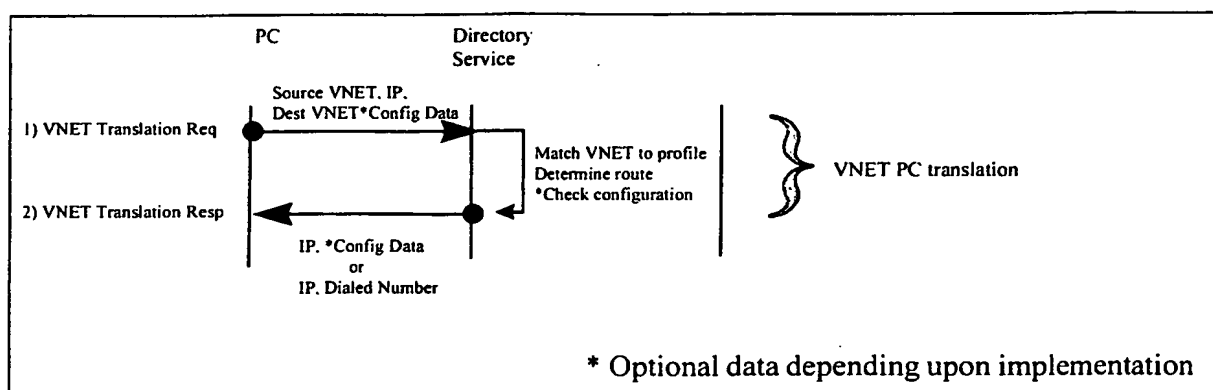 PC
Directory
Service
Source VNET. IP.
Dest VNET*Config Data
1) VNET Translation Req
Match VNET to profile
Determine route
*Check configuration
VNET PC translation
2) VNET Translation Resp
IP. *Config Data
or
IP. Dialed Number
* Optional data depending upon implementation